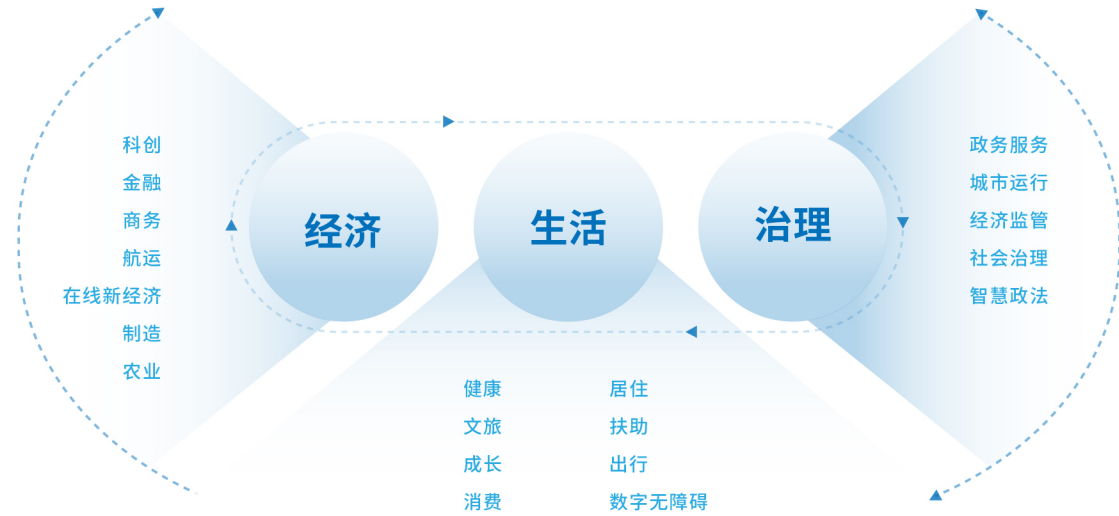 经济
科创
金融
商务
航运
在线新经济
制造
农业
生活
健康
文旅
成长
消费
居住
扶助
出行
数字无障碍
治理
政务服务
城市运行
经济监管
社会治理
智慧政法